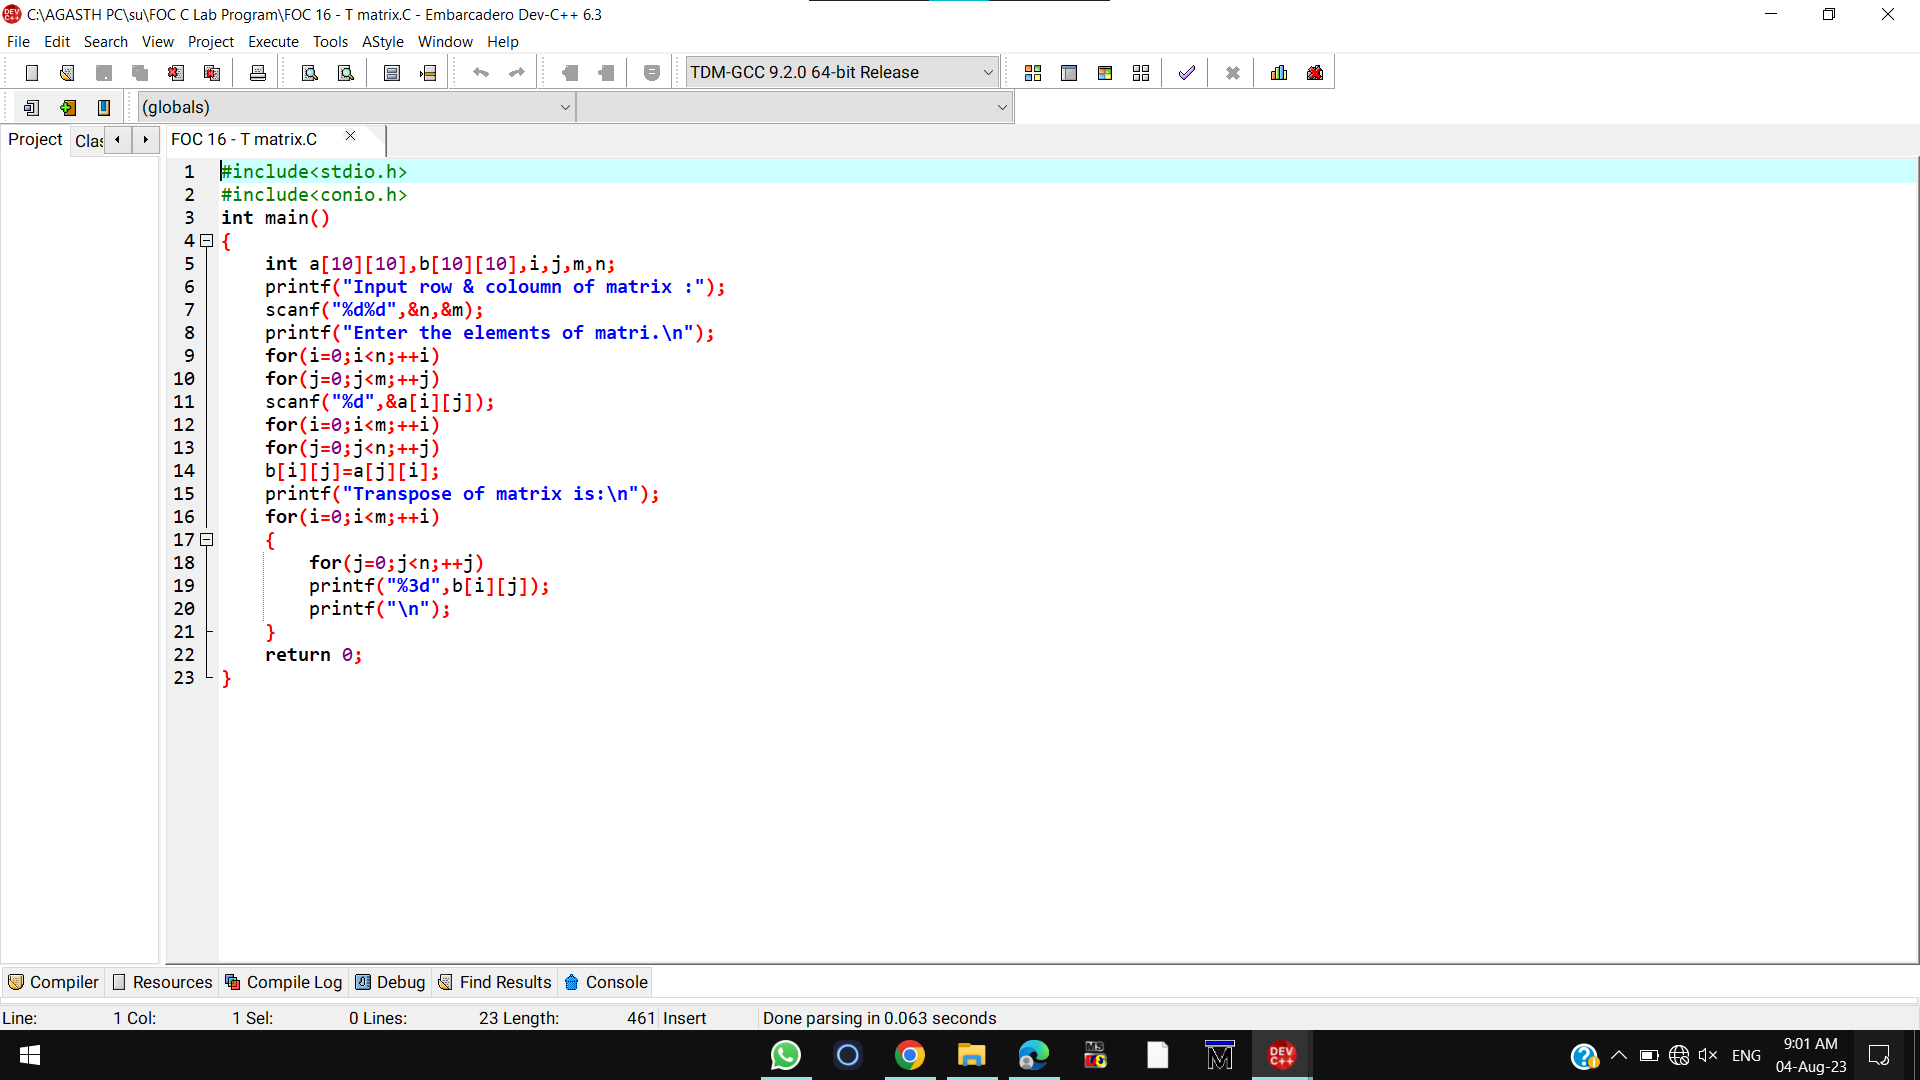 C:\AGASTH PC\su\FOC C Lab Program\FOC 16 - T matrix.C - Embarcadero Dev-C++ 6.3
File Edit Search View Project Execute Tools AStyle Window Help
TDM-GCC 9.2.0 64-bit Release
(globals)
Project Clas FOC 16 - T matrix.C
1 #include<stdio.h>
2 #include<conio.h>
3 int main()
4 {
5 int a[10][10],b[10][10],i,j,m,n;
6 printf("Input row & coloumn of matrix :");
7 scanf("%d%d",&n,&m);
8 printf("Enter the elements of matri.\n");
9 for(i=0;i<n;++i)
10 for(j=0;j<m;++j)
11 scanf("%d",&a[i][j]);
12 for(i=0;i<m;++i)
13 for(j=0;j<n;++j)
14 b[i][j]=a[j][i];
15 printf("Transpose of matrix is:\n");
16 for(i=0;i<m;++i)
17 {
18 for(j=0;j<n;++j)
19 printf("%3d",b[i][j]);
20 printf("\n");
21 }
22 return 0;
23 }
Compiler Resources Compile Log Debug Find Results Console
Line: 1 Col: 1 Sel: 0 Lines: 23 Length: 461 Insert Done parsing in 0.063 seconds
MS
DEV C++
ENG
9:01 AM
04-Aug-23